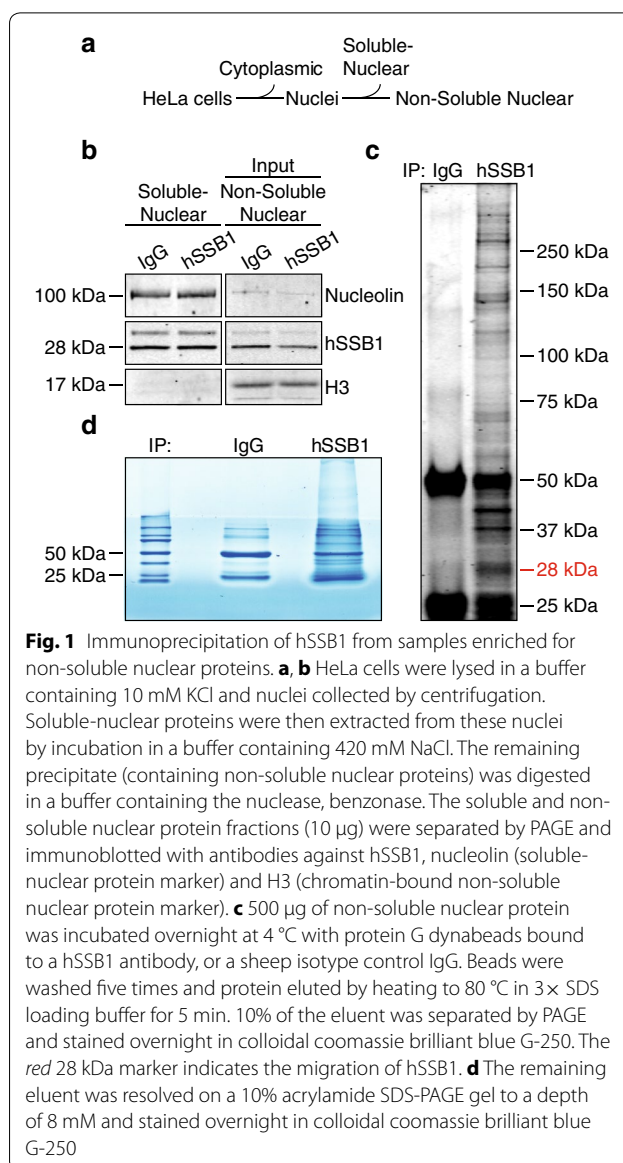 a
Soluble-
Nuclear
Cytoplasmic
HeLa cells
Nuclei
Non-Soluble Nuclear
b
Input
Soluble-
Nuclear
Non-Soluble
Nuclear
IgG
hSSB1
IgG
hSSB1
100 kDa
Nucleolin
28 kDa
hSSB1
17 kDa
H3
c
IP: IgG hSSB1
250 kDa
150 kDa
100 kDa
75 kDa
50 kDa
37 kDa
28 kDa
25 kDa
d
IP: IgG hSSB1
50 kDa
25 kDa
Fig. 1 Immunoprecipitation of hSSB1 from samples enriched for
non-soluble nuclear proteins. a, b HeLa cells were lysed in a buffer
containing 10 mM KCl and nuclei collected by centrifugation.
Soluble-nuclear proteins were then extracted from these nuclei
by incubation in a buffer containing 420 mM NaCl. The remaining
precipitate (containing non-soluble nuclear proteins) was digested
in a buffer containing the nuclease, benzonase. The soluble and non-
soluble nuclear protein fractions (10 µg) were separated by PAGE and
immunoblotted with antibodies against hSSB1, nucleolin (soluble-
nuclear protein marker) and H3 (chromatin-bound non-soluble
nuclear protein marker). c 500 µg of non-soluble nuclear protein
was incubated overnight at 4 °C with protein G dynabeads bound
to a hSSB1 antibody, or a sheep isotype control IgG. Beads were
washed five times and protein eluted by heating to 80 °C in 3× SDS
loading buffer for 5 min. 10% of the eluent was separated by PAGE
and stained overnight in colloidal coomassie brilliant blue G-250. The
red 28 kDa marker indicates the migration of hSSB1. d The remaining
eluent was resolved on a 10% acrylamide SDS-PAGE gel to a depth
of 8 mM and stained overnight in colloidal coomassie brilliant blue
G-250